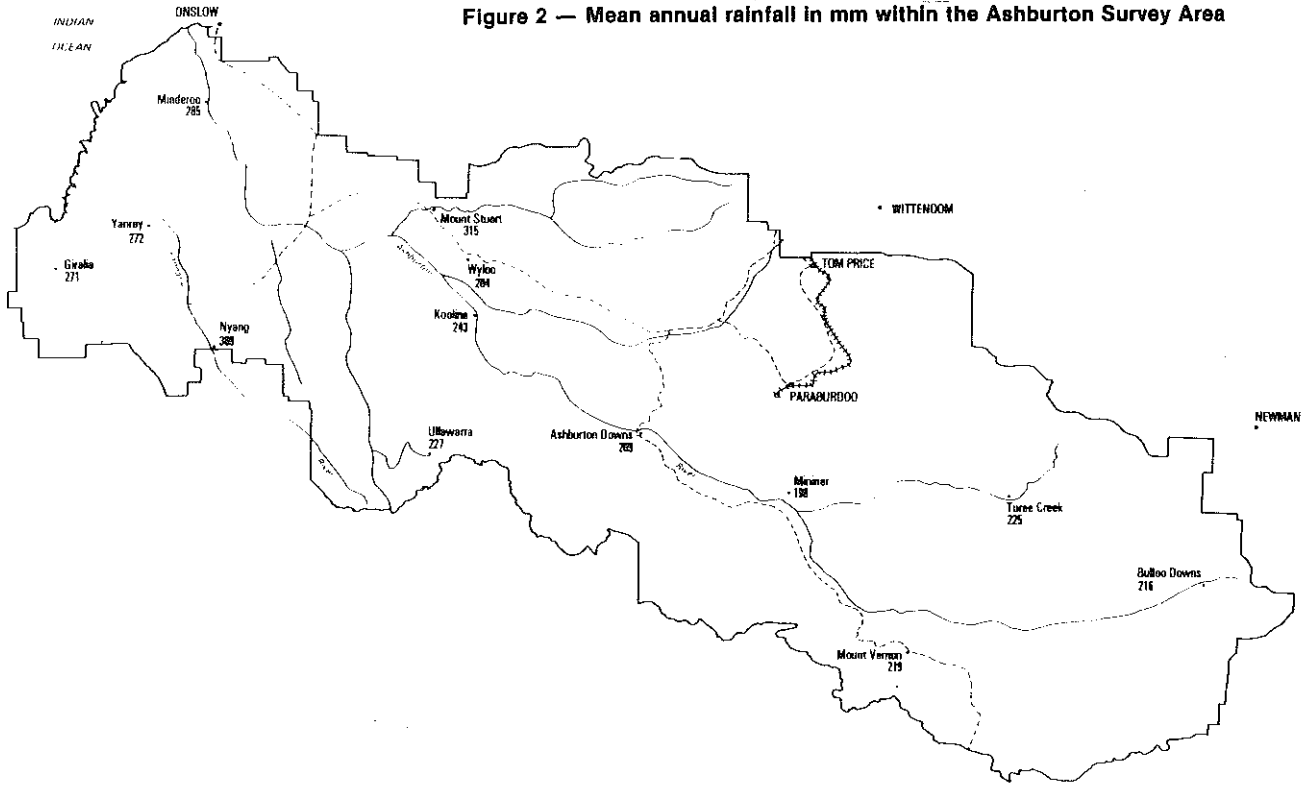 Figure 2 — Mean annual rainfall in mm within the Ashburton Survey Area
ONSLOW
INDIAN
OCEAN
Minderoo
285
Yanrey
272
Giralia
271
Nyang
Mount Stuart
315
Wyloo
284
Ashburton
Kooline
243
WITTENOOM
TOM PRICE
PARABURDOO
NEWMAN
Ullawarra
227
River
Ashburton Downs
River
Mininer
198
Turee Creek
225
Bulloo Downs
216
Mount Vernon
219